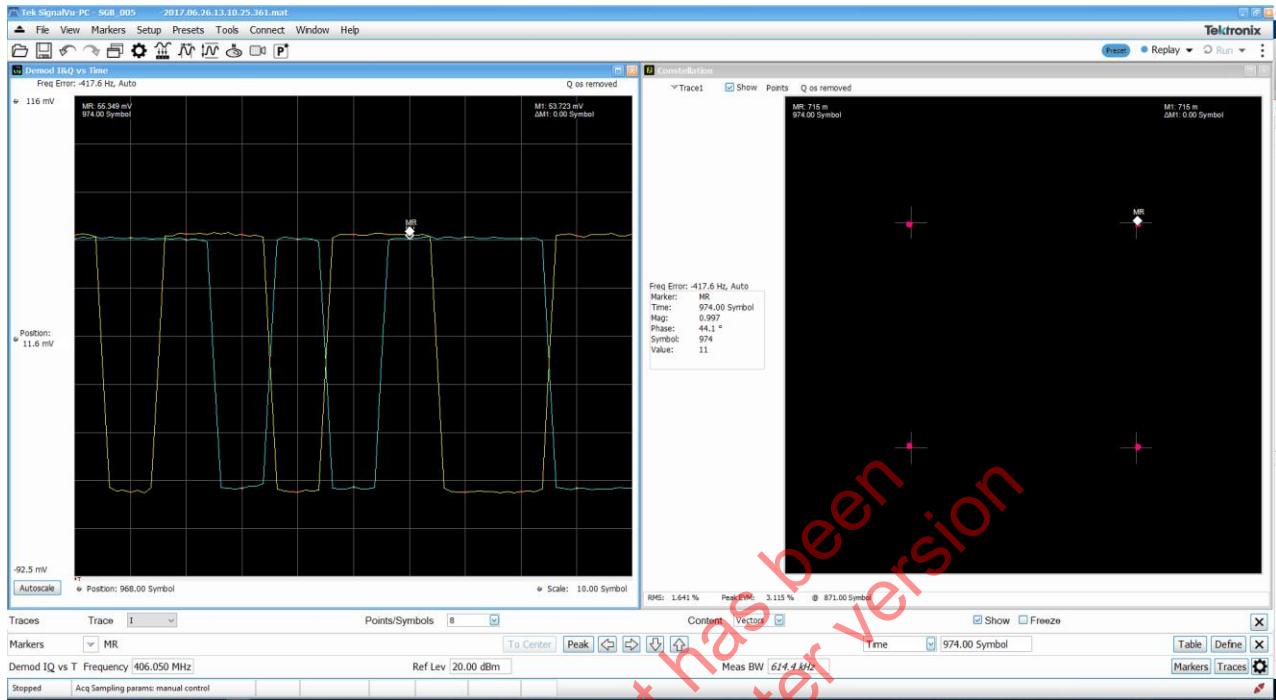 Tek SignalVu-PC - SGB_005 -2017.06.26.13.10.25.361.mat
File View Markers Setup Presets Tools Connect Window Help
Tektronix
Preset Replay Run
Demod I&Q vs Time
Freq Error: -417.6 Hz, Auto
Q os removed
116 mV
MR: 55.349 mV
974.00 Symbol
M1: 53.723 mV
ΔM1: 0.00 Symbol
MR
Position:
11.6 mV
-92.5 mV
Autoscale
Position: 968.00 Symbol
Scale: 10.00 Symbol
Constellation
Trace1 Show Points Q os removed
MR: 715 m
974.00 Symbol
M1: 715 m
ΔM1: 0.00 Symbol
MR
Freq Error: -417.6 Hz, Auto
Marker: MR
Time: 974.00 Symbol
Mag: 0.997
Phase: 44.1 °
Symbol: 974
Value: 11
RMS: 1.641 % Peak EVM: 3.115 % @ 871.00 Symbol
Traces Trace I Points/Symbols 8 Content Vectors Show Freeze
Markers MR To Center Peak Time 974.00 Symbol Table Define
Demod IQ vs T Frequency 406.050 MHz Ref Lev 20.00 dBm Meas BW 614.4 kHz Markers Traces
Stopped Acq Sampling params: manual control
t has been
ter version